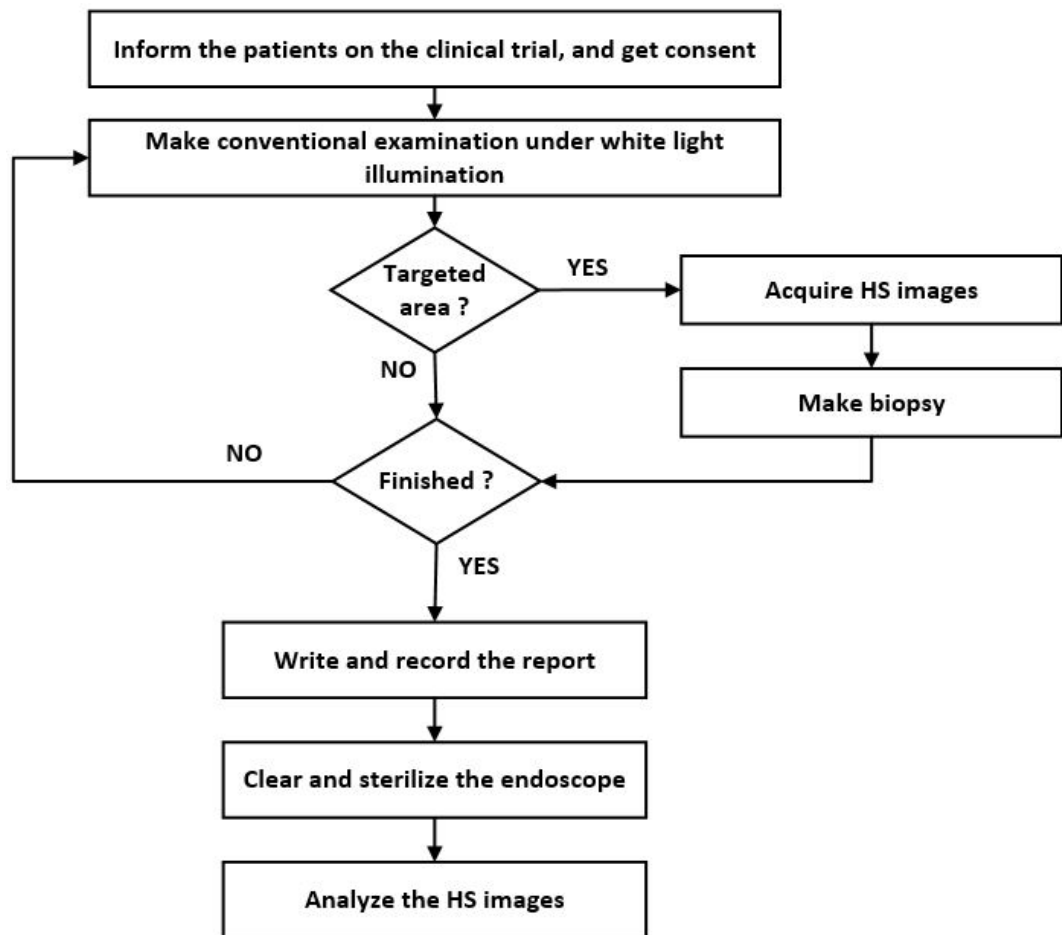 Inform the patients on the clinical trial, and get consent
Make conventional examination under white light
illumination
Targeted
area ?
YES
Acquire HS images
NO
Make biopsy
NO
Finished ?
YES
Write and record the report
Clear and sterilize the endoscope
Analyze the HS images